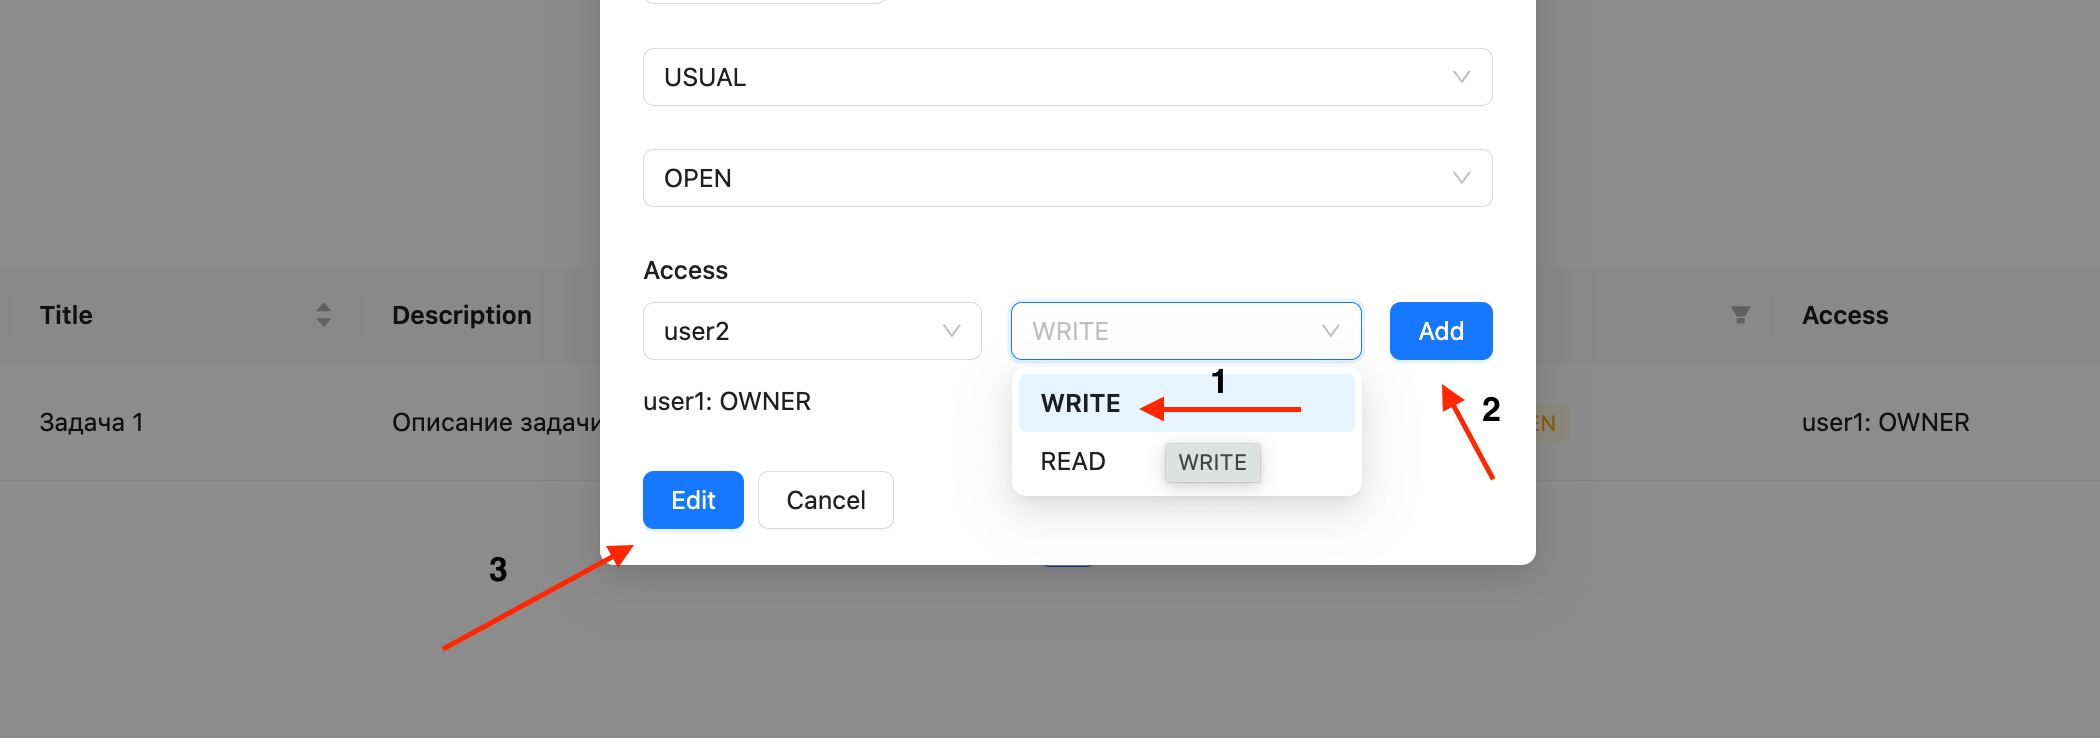 USUAL
OPEN
Access
Title
Description
user2
WRITE
Add
Access
user1: OWNER
WRITE
1
2
Задача 1
Описание задачи
EN
user1: OWNER
READ
WRITE
Edit
Cancel
3